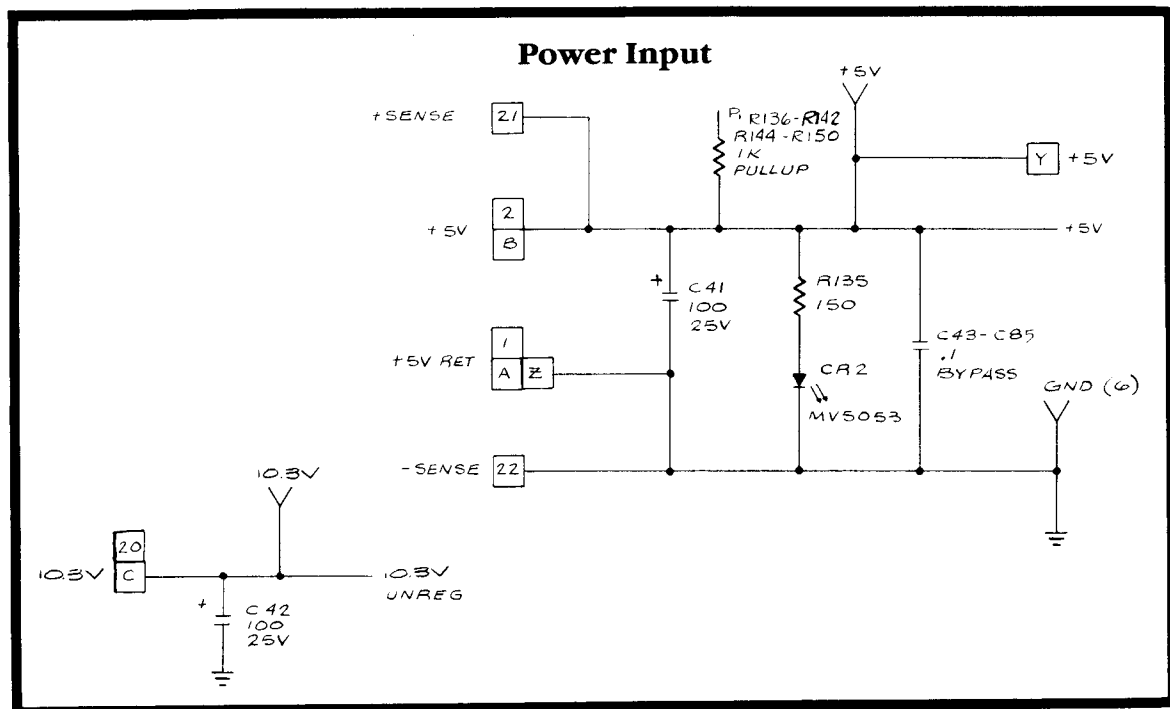 Power Input
+5V
+SENSE
21
P, R136-R142
R144-R150
1K
PULLUP
Y
+5V
+5V
2
B
+5V
+
C41
100
25V
R135
150
C43-C85
.1
BYPASS
+5V RET
1
A
Z
CR2
MV5053
GND (6)
-SENSE
22
10.3V
10.3V
20
C
10.3V
UNREG
+
C42
100
25V